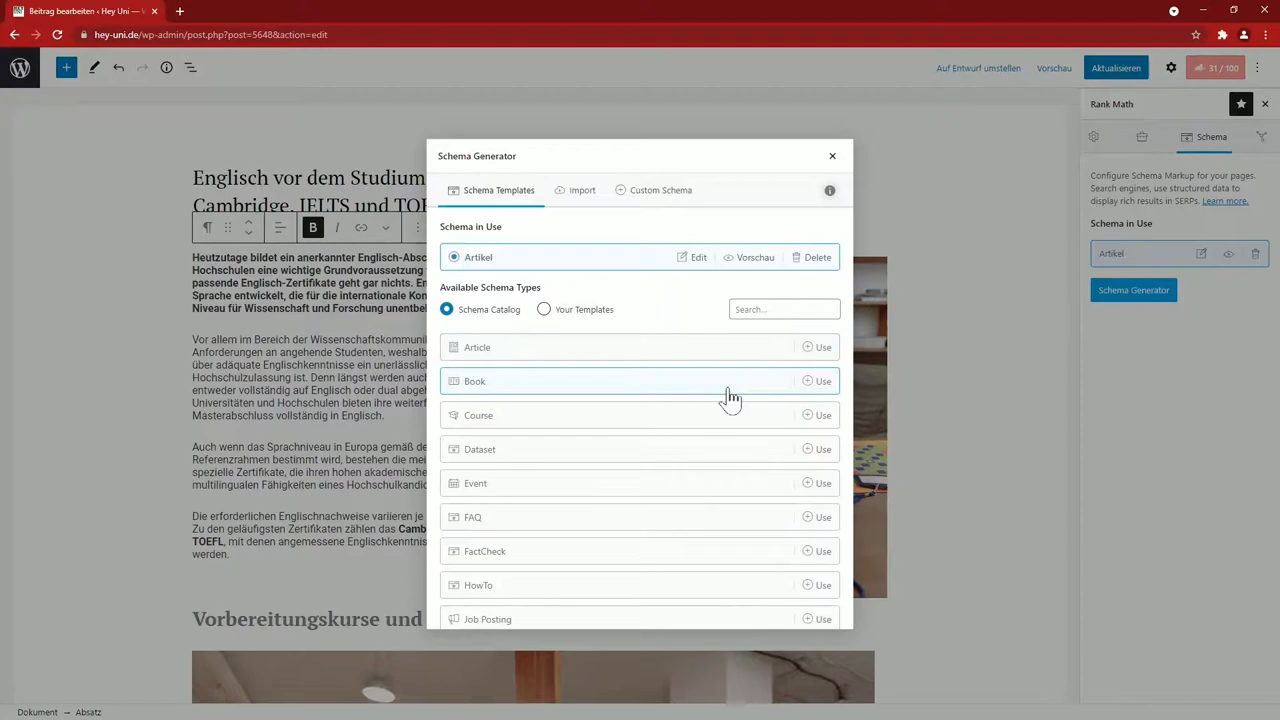 Beitrag bearbeiten ‹ Hey Uni — W
hey-uni.de/wp-admin/post.php?post=5648&action=edit
Auf Entwurf umstellen
Vorschau
Aktualisieren
31 / 100
Englisch vor dem Studium
Cambridge, IELTS und TOE
B
Heutzutage bildet ein anerkannter Englisch-Absc
Hochschulen eine wichtige Grundvoraussetzung
passende Englisch-Zertifikate geht gar nichts. En
Sprache entwickelt, die für die internationale Kon
Niveau für Wissenschaft und Forschung unentbe
Vor allem im Bereich der Wissenschaftskommuni
Anforderungen an angehende Studenten, weshalb
über adäquate Englischkenntnisse ein unerlässlich
Hochschulzulassung ist. Denn längst werden auc
entweder vollständig auf Englisch oder dual abge
Universitäten und Hochschulen bieten ihre weiterf
Masterabschluss vollständig in Englisch.
Auch wenn das Sprachniveau in Europa gemäß de
Referenzrahmen bestimmt wird, bestehen die mei
spezielle Zertifikate, die ihren hohen akademische
multilingualen Fähigkeiten eines Hochschulkandic
Die erforderlichen Englischnachweise variieren je
Zu den geläufigsten Zertifikaten zählen das Camb
TOEFL, mit denen angemessene Englischkenntnis
werden.
Vorbereitungskurse und
Dokument → Absatz
Schema Generator
Schema Templates
Import
Custom Schema
Schema in Use
Artikel
Edit
Vorschau
Delete
Available Schema Types
Schema Catalog
Your Templates
Search...
Article
Use
Book
Use
Course
Use
Dataset
Use
Event
Use
FAQ
Use
FactCheck
Use
HowTo
Use
Job Posting
Use
Rank Math
Schema
Configure Schema Markup for your pages.
Search engines, use structured data to
display rich results in SERPs. Learn more.
Schema in Use
Artikel
Schema Generator